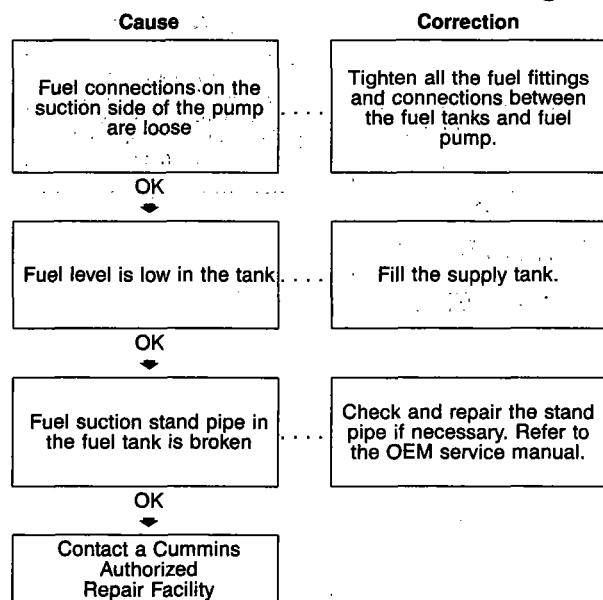 Cause
Correction
Fuel connections on the
suction side of the pump
are loose
Tighten all the fuel fittings
and connections between
the fuel tanks and fuel
pump.
OK
Fuel level is low in the tank
Fill the supply tank.
OK
Fuel suction stand pipe in
the fuel tank is broken
Check and repair the stand
pipe if necessary. Refer to
the OEM service manual.
OK
Contact a Cummins
Authorized
Repair Facility